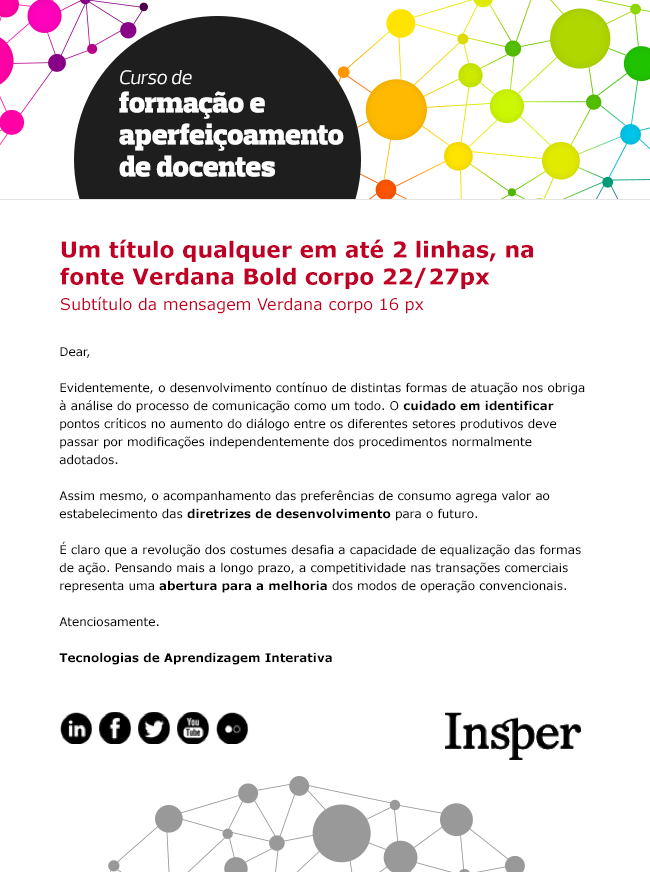 Curso de
formação e
aperfeiçoamento
de docentes
Um título qualquer em até 2 linhas, na
fonte Verdana Bold corpo 22/27px
Subtítulo da mensagem Verdana corpo 16 px
Dear,
Evidentemente, o desenvolvimento contínuo de distintas formas de atuação nos obriga
à análise do processo de comunicação como um todo. O cuidado em identificar
pontos críticos no aumento do diálogo entre os diferentes setores produtivos deve
passar por modificações independentemente dos procedimentos normalmente
adotados.
Assim mesmo, o acompanhamento das preferências de consumo agrega valor ao
estabelecimento das diretrizes de desenvolvimento para o futuro.
É claro que a revolução dos costumes desafia a capacidade de equalização das formas
de ação. Pensando mais a longo prazo, a competitividade nas transações comerciais
representa uma abertura para a melhoria dos modos de operação convencionais.
Atenciosamente.
Tecnologias de Aprendizagem Interativa
in f You Tube Insper